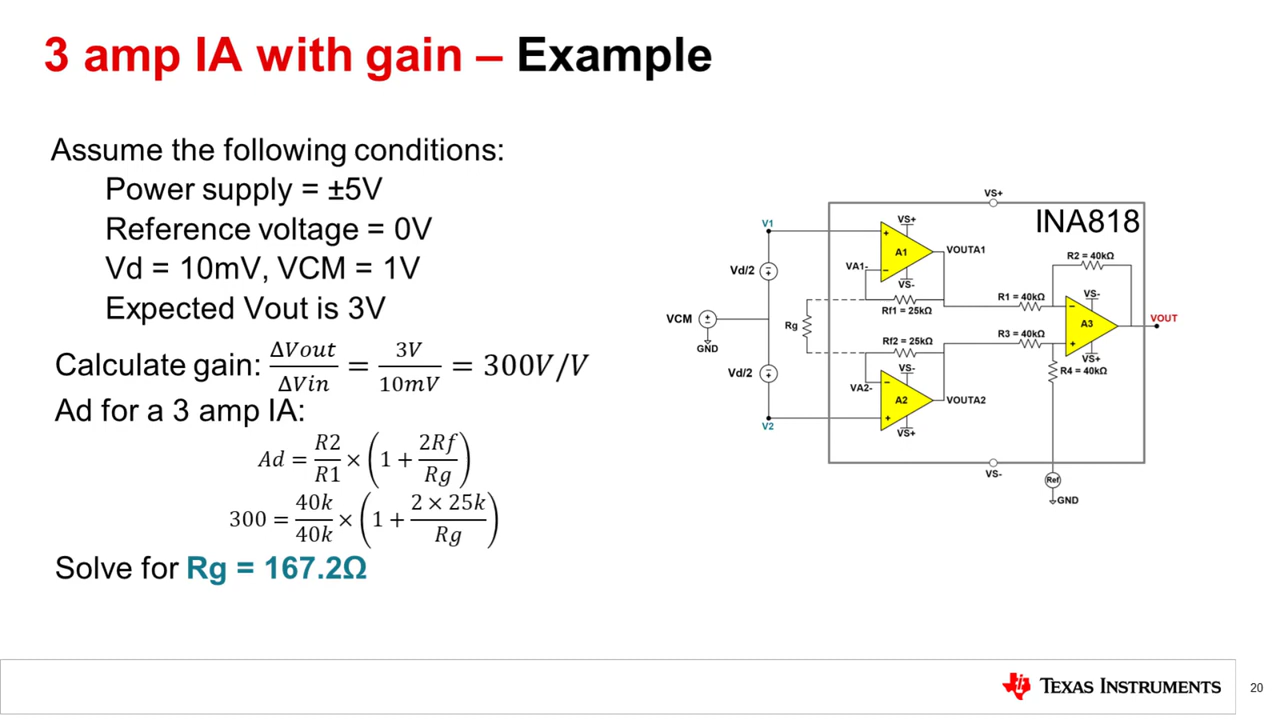 3 amp IA with gain – Example
Assume the following conditions:
Power supply = ±5V
Reference voltage = 0V
Vd = 10mV, VCM = 1V
Expected Vout is 3V
Calculate gain: ΔVout/ΔVin = 3V/10mV = 300V/V
Ad for a 3 amp IA:
Ad = R2/R1 × (1 + 2Rf/Rg)
300 = 40k/40k × (1 + 2 × 25k/Rg)
Solve for Rg = 167.2Ω
VS+
INA818
V1
VS+
A1
VOUTA1
R2 = 40kΩ
VA1-
Vd/2
VS-
R1 = 40kΩ
VS-
Rf1 = 25kΩ
VCM
Rg
A3
VOUT
GND
Rf2 = 25kΩ
R3 = 40kΩ
VS+
Vd/2
VS-
R4 = 40kΩ
VA2-
A2
VOUTA2
V2
VS+
VS-
Ref
GND
TEXAS INSTRUMENTS
20